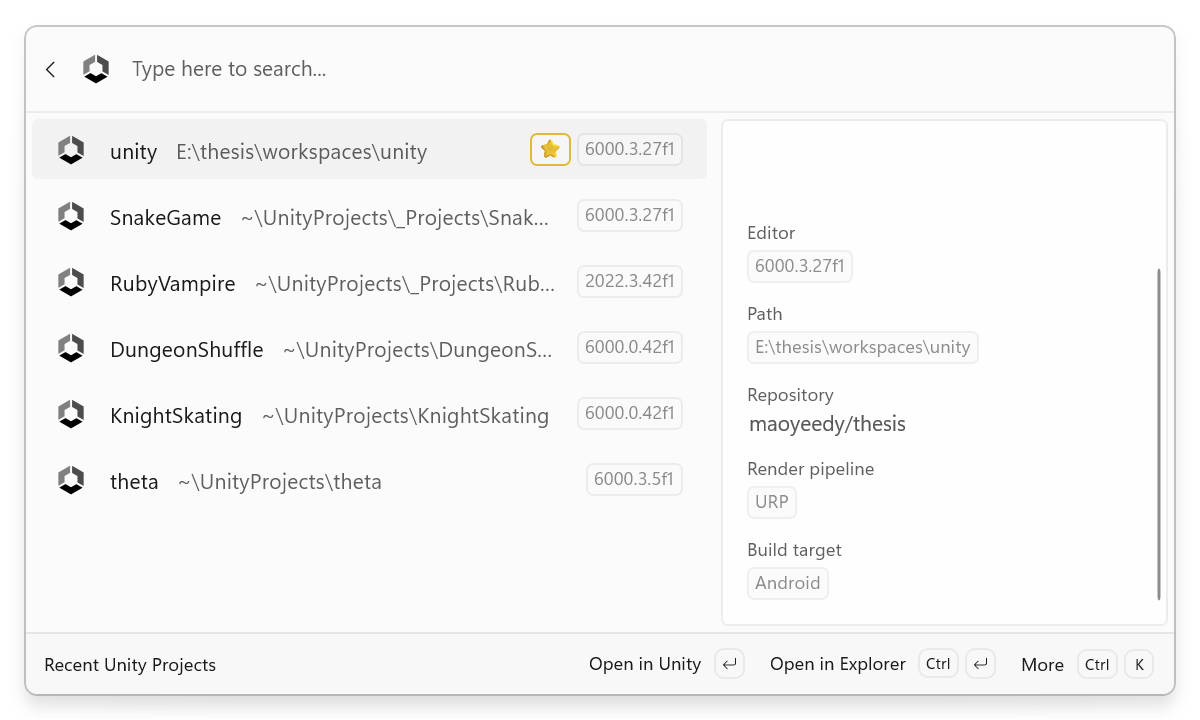 Type here to search...
unity E:\thesis\workspaces\unity 6000.3.27f1
SnakeGame ~\UnityProjects\_Projects\Snak... 6000.3.27f1
RubyVampire ~\UnityProjects\_Projects\Rub... 2022.3.42f1
DungeonShuffle ~\UnityProjects\DungeonS... 6000.0.42f1
KnightSkating ~\UnityProjects\KnightSkating 6000.0.42f1
theta ~\UnityProjects\theta 6000.3.5f1
Editor
6000.3.27f1
Path
E:\thesis\workspaces\unity
Repository
maoyeedy/thesis
Render pipeline
URP
Build target
Android
Recent Unity Projects Open in Unity Open in Explorer Ctrl More Ctrl K